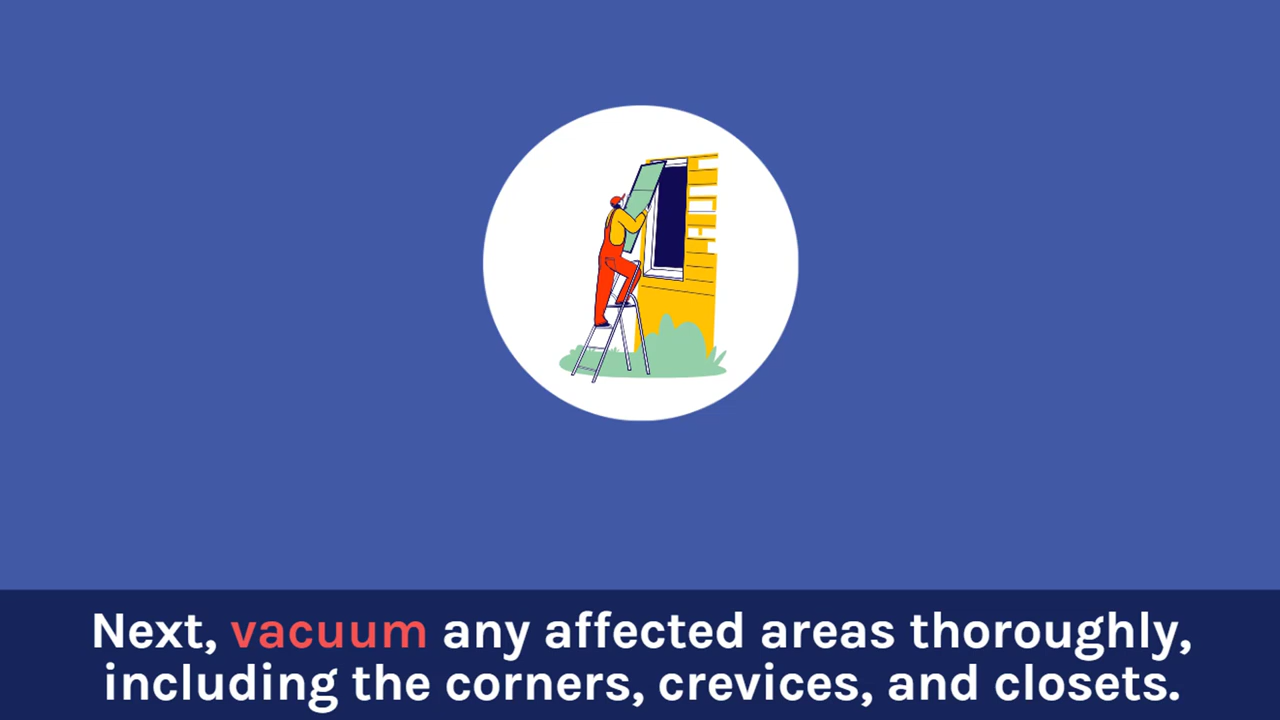 Next, vacuum any affected areas thoroughly,
including the corners, crevices, and closets.